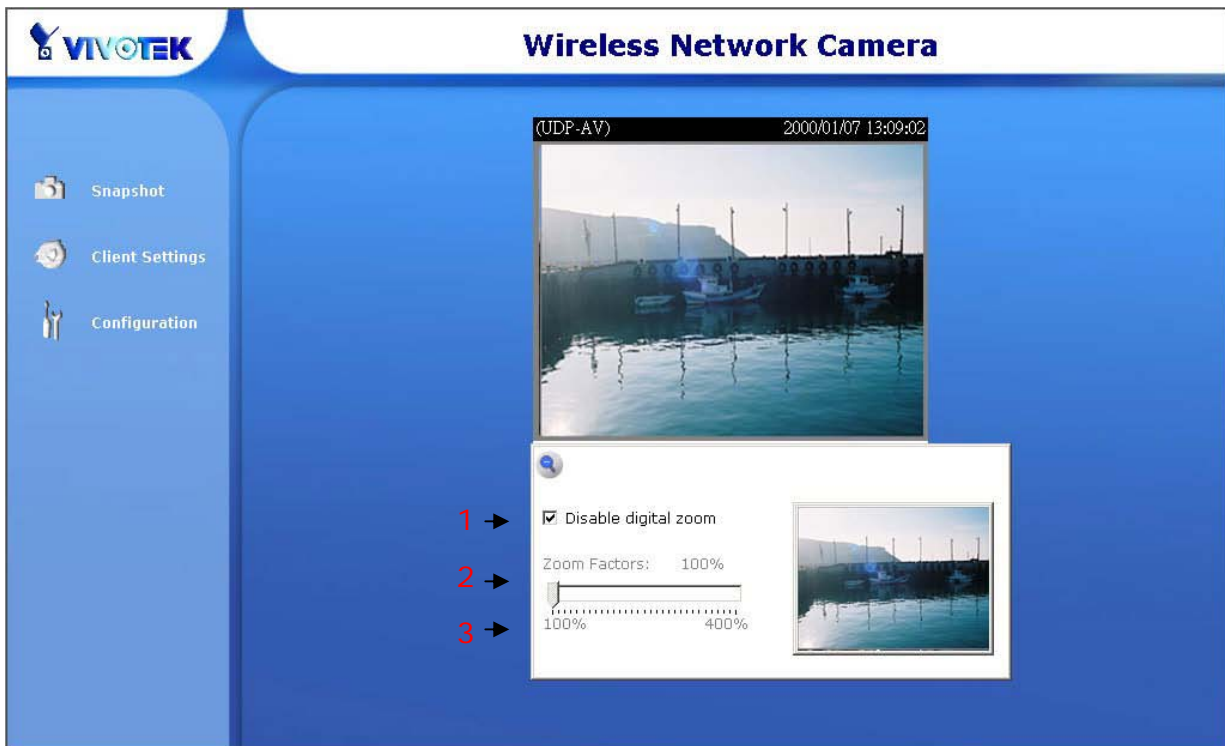 VIVOTEK
Wireless Network Camera
(UDP-AV) 2000/01/07 13:09:02
Snapshot
Client Settings
Configuration
1 Disable digital zoom
Zoom Factors: 100%
2
3 100% 400%